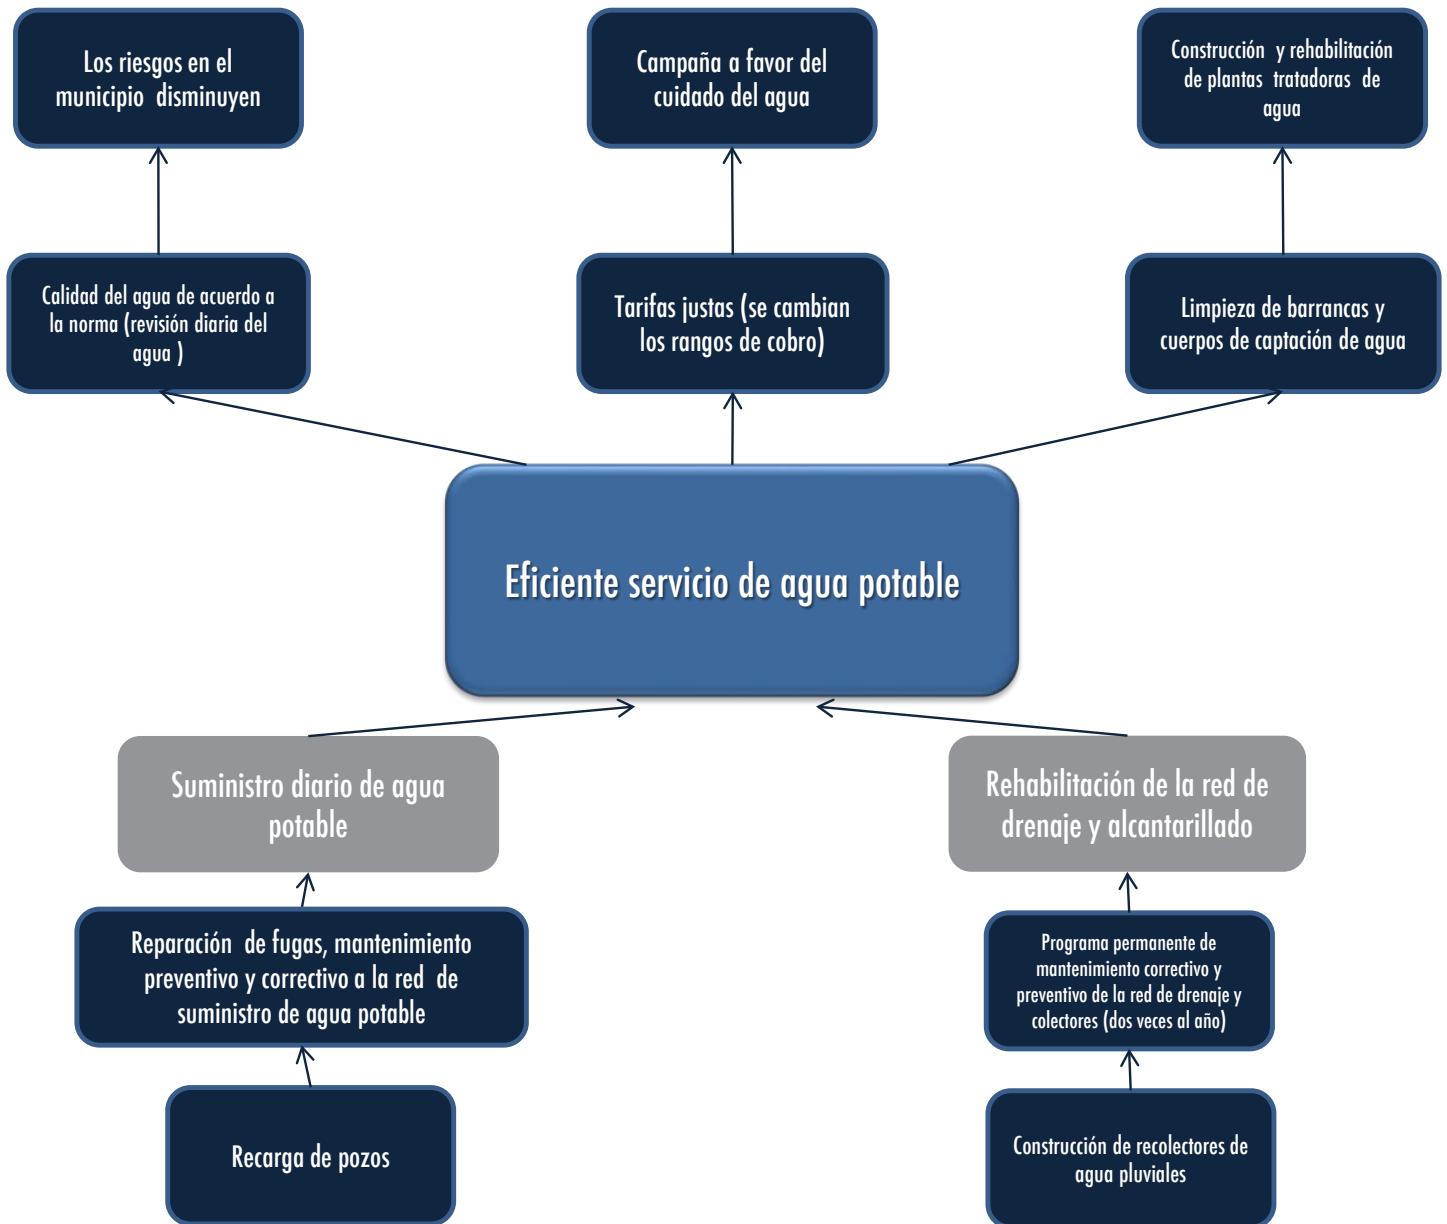 Los riesgos en el
municipio disminuyen
Campaña a favor del
cuidado del agua
Construcción y rehabilitación
de plantas tratadoras de
agua
Calidad del agua de acuerdo a
la norma (revisión diaria del
agua )
Tarifas justas (se cambian
los rangos de cobro)
Limpieza de barrancas y
cuerpos de captación de agua
Eficiente servicio de agua potable
Suministro diario de agua
potable
Rehabilitación de la red de
drenaje y alcantarillado
Reparación de fugas, mantenimiento
preventivo y correctivo a la red de
suministro de agua potable
Programa permanente de
mantenimiento correctivo y
preventivo de la red de drenaje y
colectores (dos veces al año)
Recarga de pozos
Construcción de recolectores de
agua pluviales